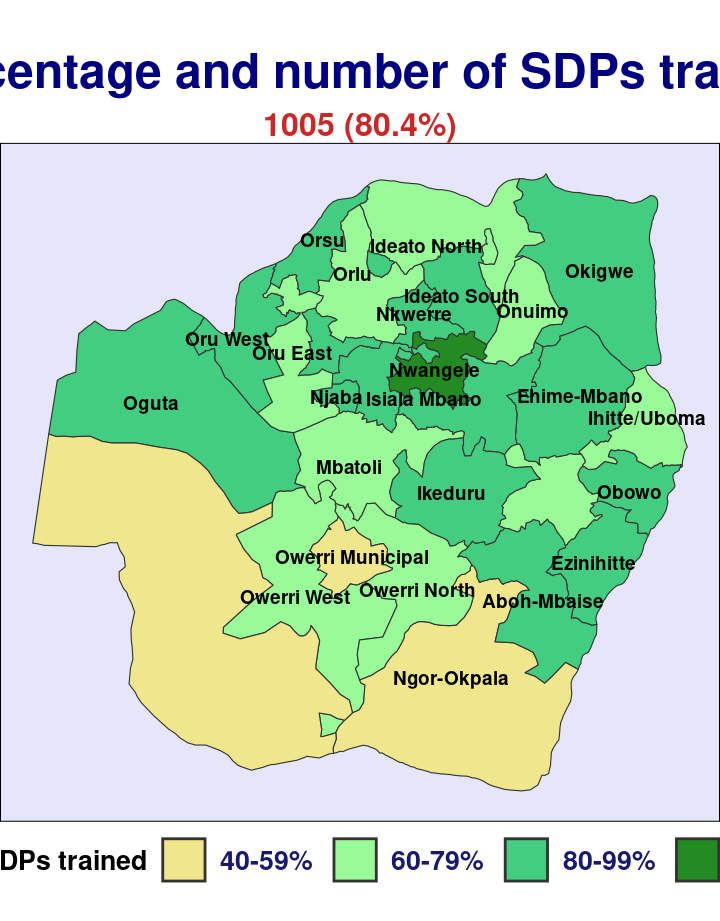 centage and number of SDPs tra
1005 (80.4%)
Orsu
Ideato North
Orlu
Okigwe
Ideato South
Nkwerre
Onuimo
Oru West
Oru East
Nwangele
Njaba
Isiala Mbano
Ehime-Mbano
Oguta
Ihitte/Uboma
Mbatoli
Ikeduru
Obowo
Owerri Municipal
Ezinihitte
Owerri West
Owerri North
Aboh-Mbaise
Ngor-Okpala
DPs trained 40-59% 60-79% 80-99%